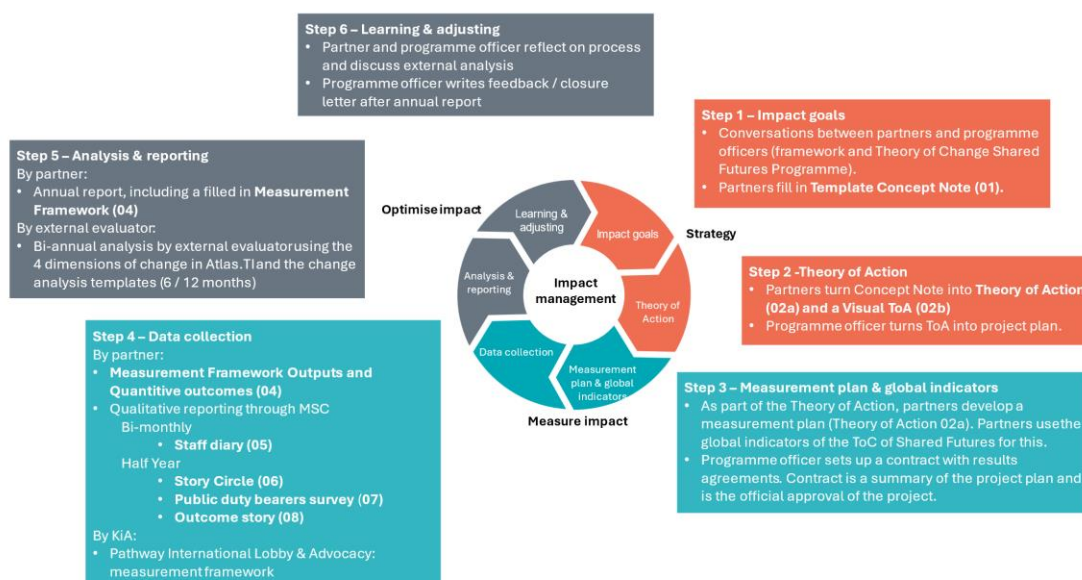 Step 6 – Learning & adjusting
• Partner and programme officer reflect on process
and discuss external analysis
• Programme officer writes feedback / closure
letter after annual report
Step 1 – Impact goals
• Conversations between partners and programme
officers (framework and Theory of Change Shared
Futures Programme).
• Partners fill in Template Concept Note (01).
Step 5 – Analysis & reporting
By partner:
• Annual report, including a filled in Measurement
Framework (04)
By external evaluator:
• Bi-annual analysis by external evaluatorusing the
4 dimensions of change in Atlas.TIand the change
analysis templates (6 / 12 months)
Optimise impact
Learning &
adjusting
Impact goals
Strategy
Analysis &
reporting
Impact
management
Theory of
Action
Data collection
Measurement
plan & global
indicators
Measure impact
Step 2 -Theory of Action
• Partners turn Concept Note into Theory of Action
(02a) and a Visual ToA (02b)
• Programme officer turns ToA into project plan.
Step 4 – Data collection
By partner:
• Measurement Framework Outputs and
Quantitive outcomes (04)
• Qualitative reporting through MSC
Bi-monthly
• Staff diary (05)
Half Year
• Story Circle (06)
• Public duty bearers survey (07)
• Outcome story (08)
By KiA:
• Pathway International Lobby & Advocacy:
measurement framework
Step 3 – Measurement plan & global indicators
• As part of the Theory of Action, partners develop a
measurement plan (Theory of Action 02a). Partners usethe
global indicators of the ToC of Shared Futures for this.
• Programme officer sets up a contract with results
agreements. Contract is a summary of the project plan and
is the official approval of the project.